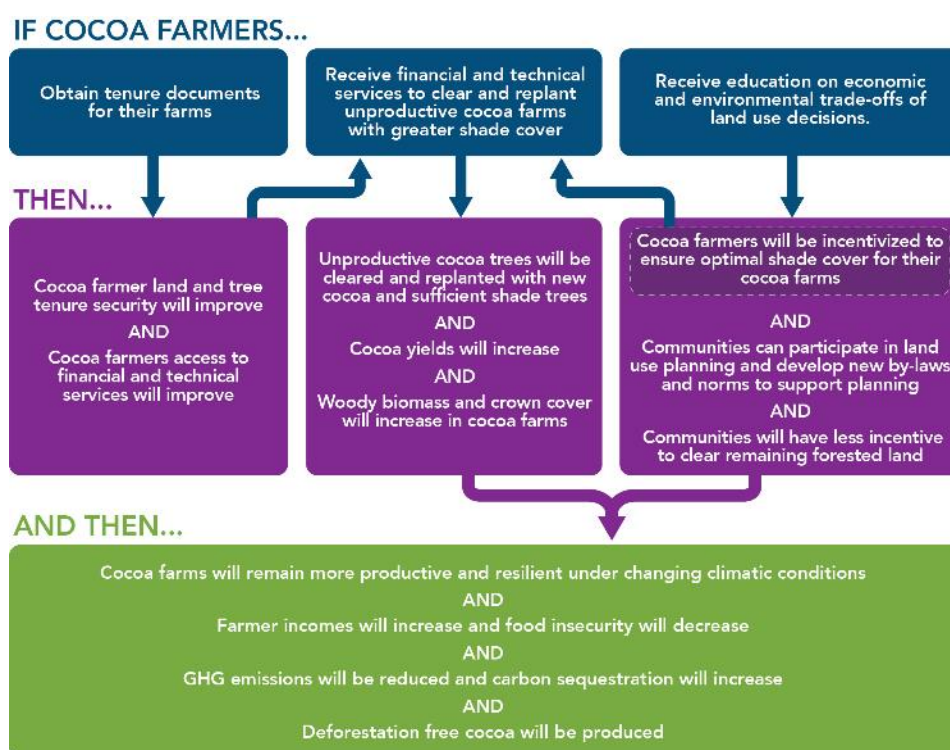 IF COCOA FARMERS...
Obtain tenure documents
for their farms
Receive financial and technical
services to clear and replant
unproductive cocoa farms
with greater shade cover
Receive education on economic
and environmental trade-offs of
land use decisions.
THEN...
Cocoa farmer land and tree
tenure security will improve
AND
Cocoa farmers access to
financial and technical
services will improve
Unproductive cocoa trees will be
cleared and replanted with new
cocoa and sufficient shade trees
AND
Cocoa yields will increase
AND
Woody biomass and crown cover
will increase in cocoa farms
Cocoa farmers will be incentivized to
ensure optimal shade cover for their
cocoa farms
AND
Communities can participate in land
use planning and develop new by-laws
and norms to support planning
AND
Communities will have less incentive
to clear remaining forested land
AND THEN...
Cocoa farms will remain more productive and resilient under changing climatic conditions
AND
Farmer incomes will increase and food insecurity will decrease
AND
GHG emissions will be reduced and carbon sequestration will increase
AND
Deforestation free cocoa will be produced